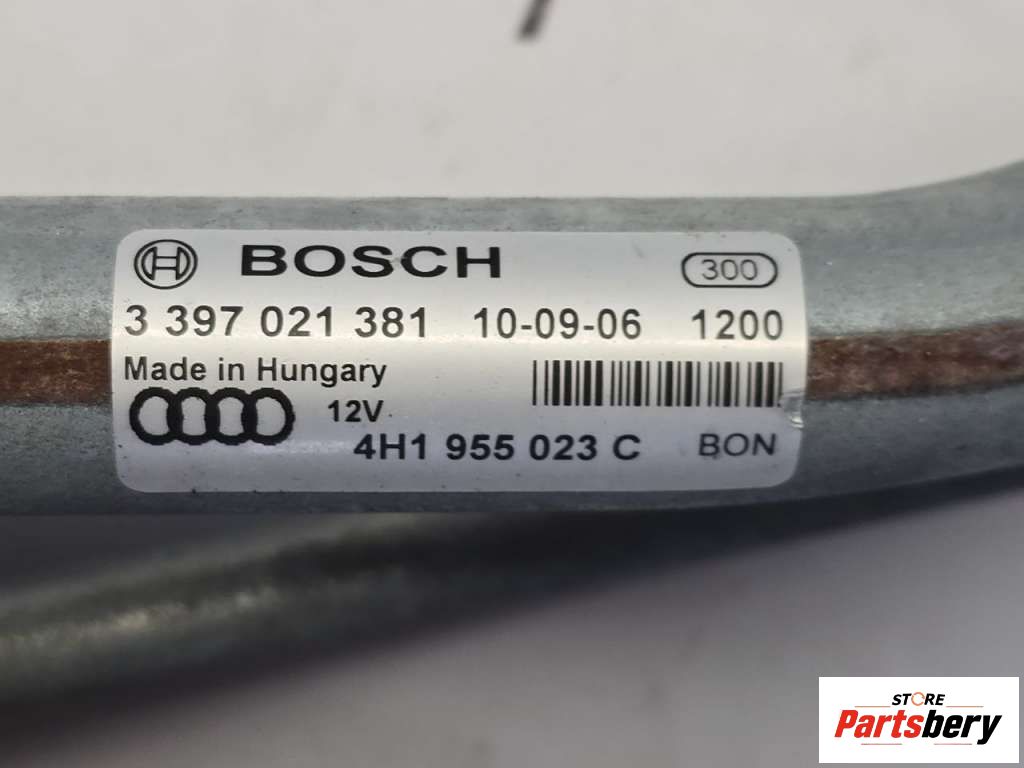 BOSCH 300
3 397 021 381 10-09-06 1200
Made in Hungary
12V
4H1 955 023 C BON
STORE
Partsbery